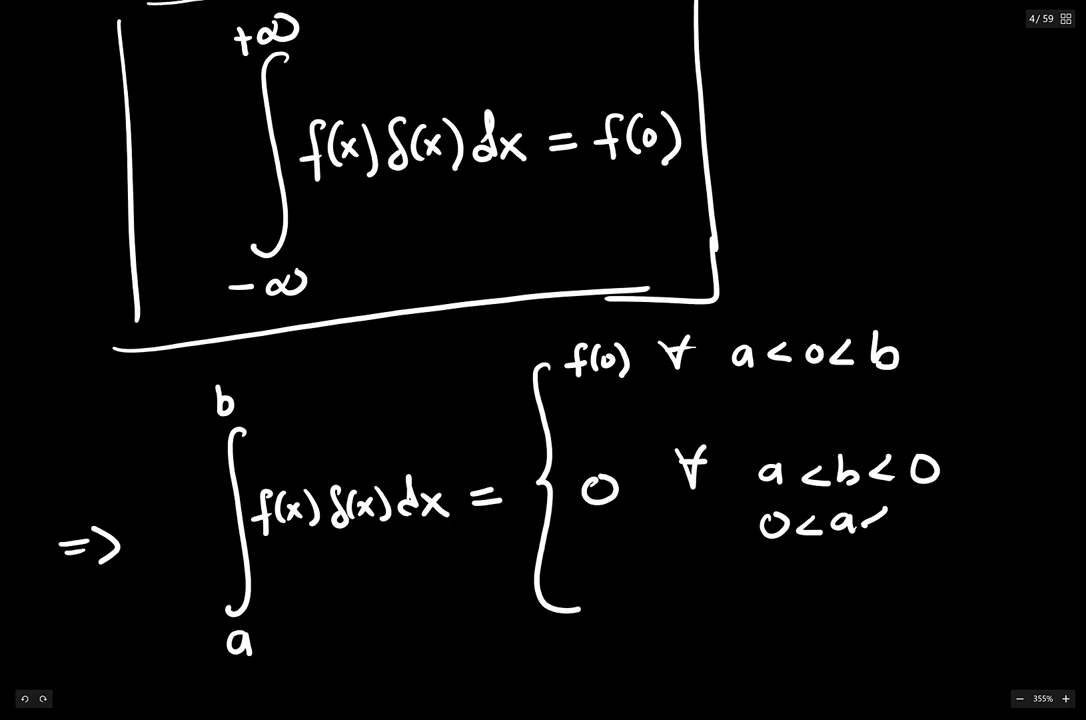 4/ 59
+∞
∫ f(x) δ(x) dx = f(0)
- ∞
f(0) ∀ a < 0 < b
b
0 ∀ a < b < 0
=> ∫ f(x) δ(x) dx = {
0 < a <
a
355%